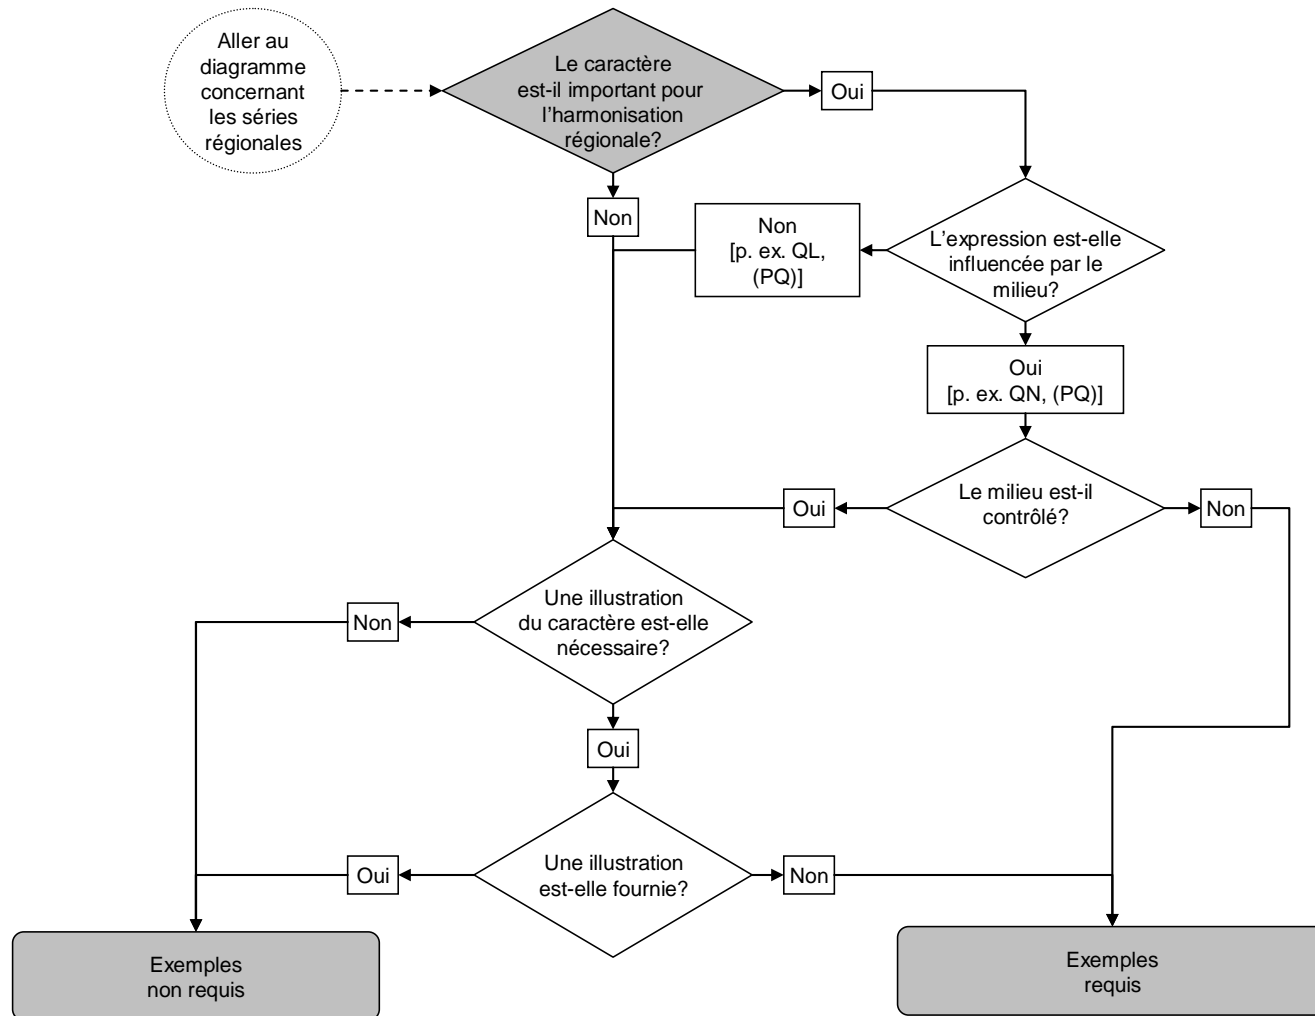 Aller au
diagramme
concernant
les séries
régionales
Le caractère
est-il important pour
l'harmonisation
régionale?
Oui
Non
Non
[p. ex. QL,
(PQ)]
L'expression est-elle
influencée par le
milieu?
Oui
[p. ex. QN, (PQ)]
Oui
Le milieu est-il
contrôlé?
Non
Non
Une illustration
du caractère est-elle
nécessaire?
Oui
Oui
Une illustration
est-elle fournie?
Non
Exemples
non requis
Exemples
requis